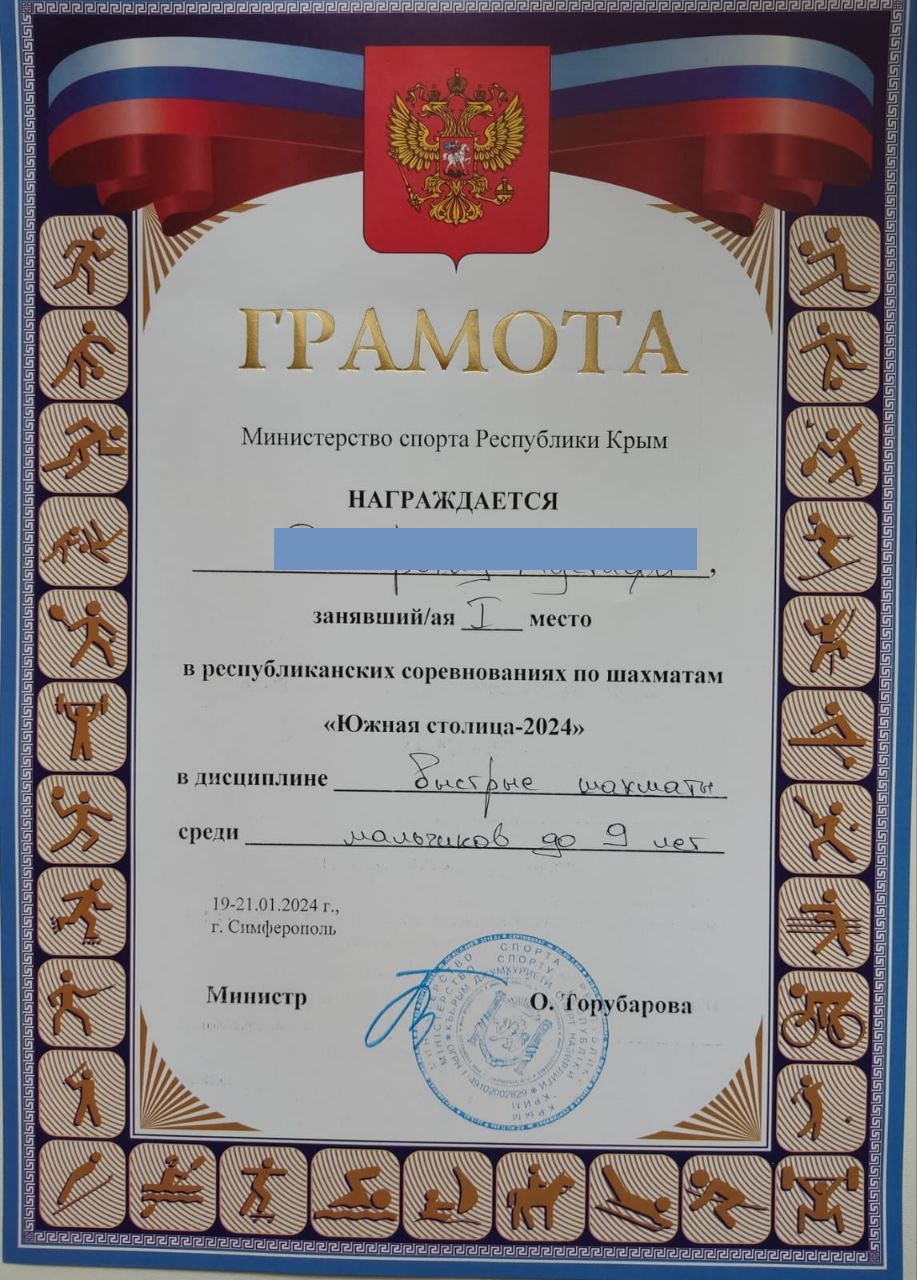 ГРАМОТА
Министерство спорта Республики Крым
НАГРАЖДАЕТСЯ
занявший/ая I место
в республиканских соревнованиях по шахматам
«Южная столица-2024»
в дисциплине быстрые шахматы
среди мальчиков до 9 лет
19-21.01.2024 г.,
г. Симферополь
Министр О. Торубарова